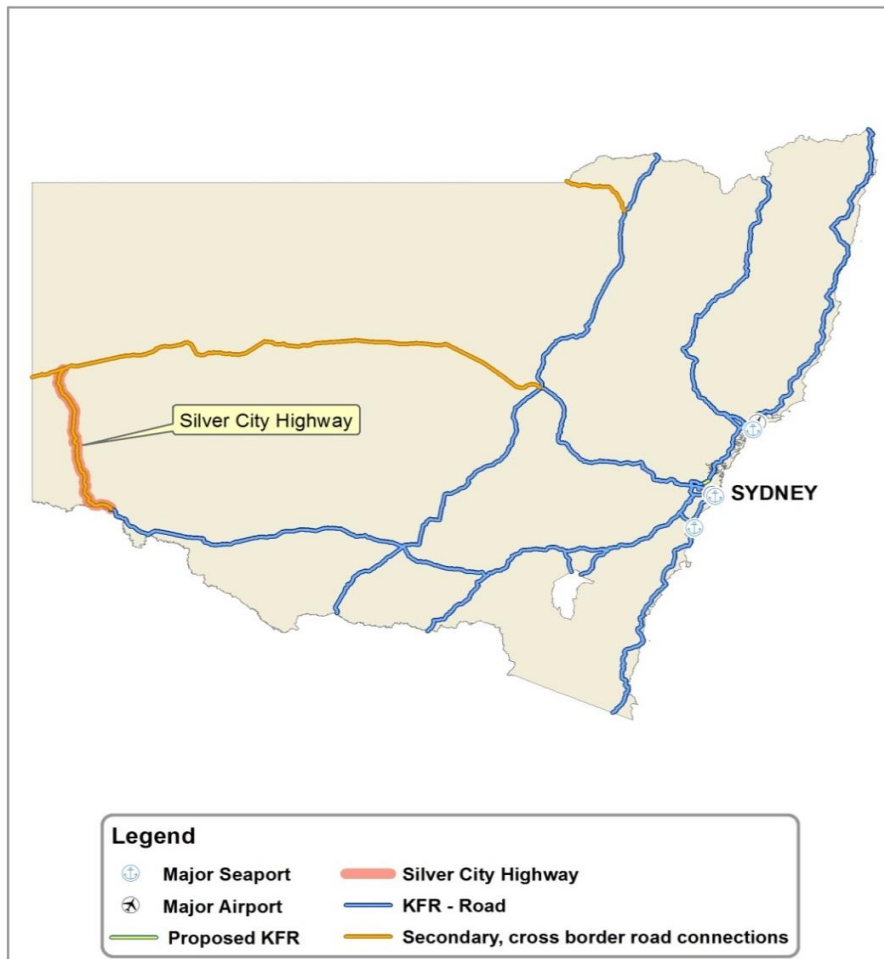 Silver City Highway
SYDNEY
Legend
Major Seaport
Silver City Highway
Major Airport
KFR - Road
Proposed KFR
Secondary, cross border road connections